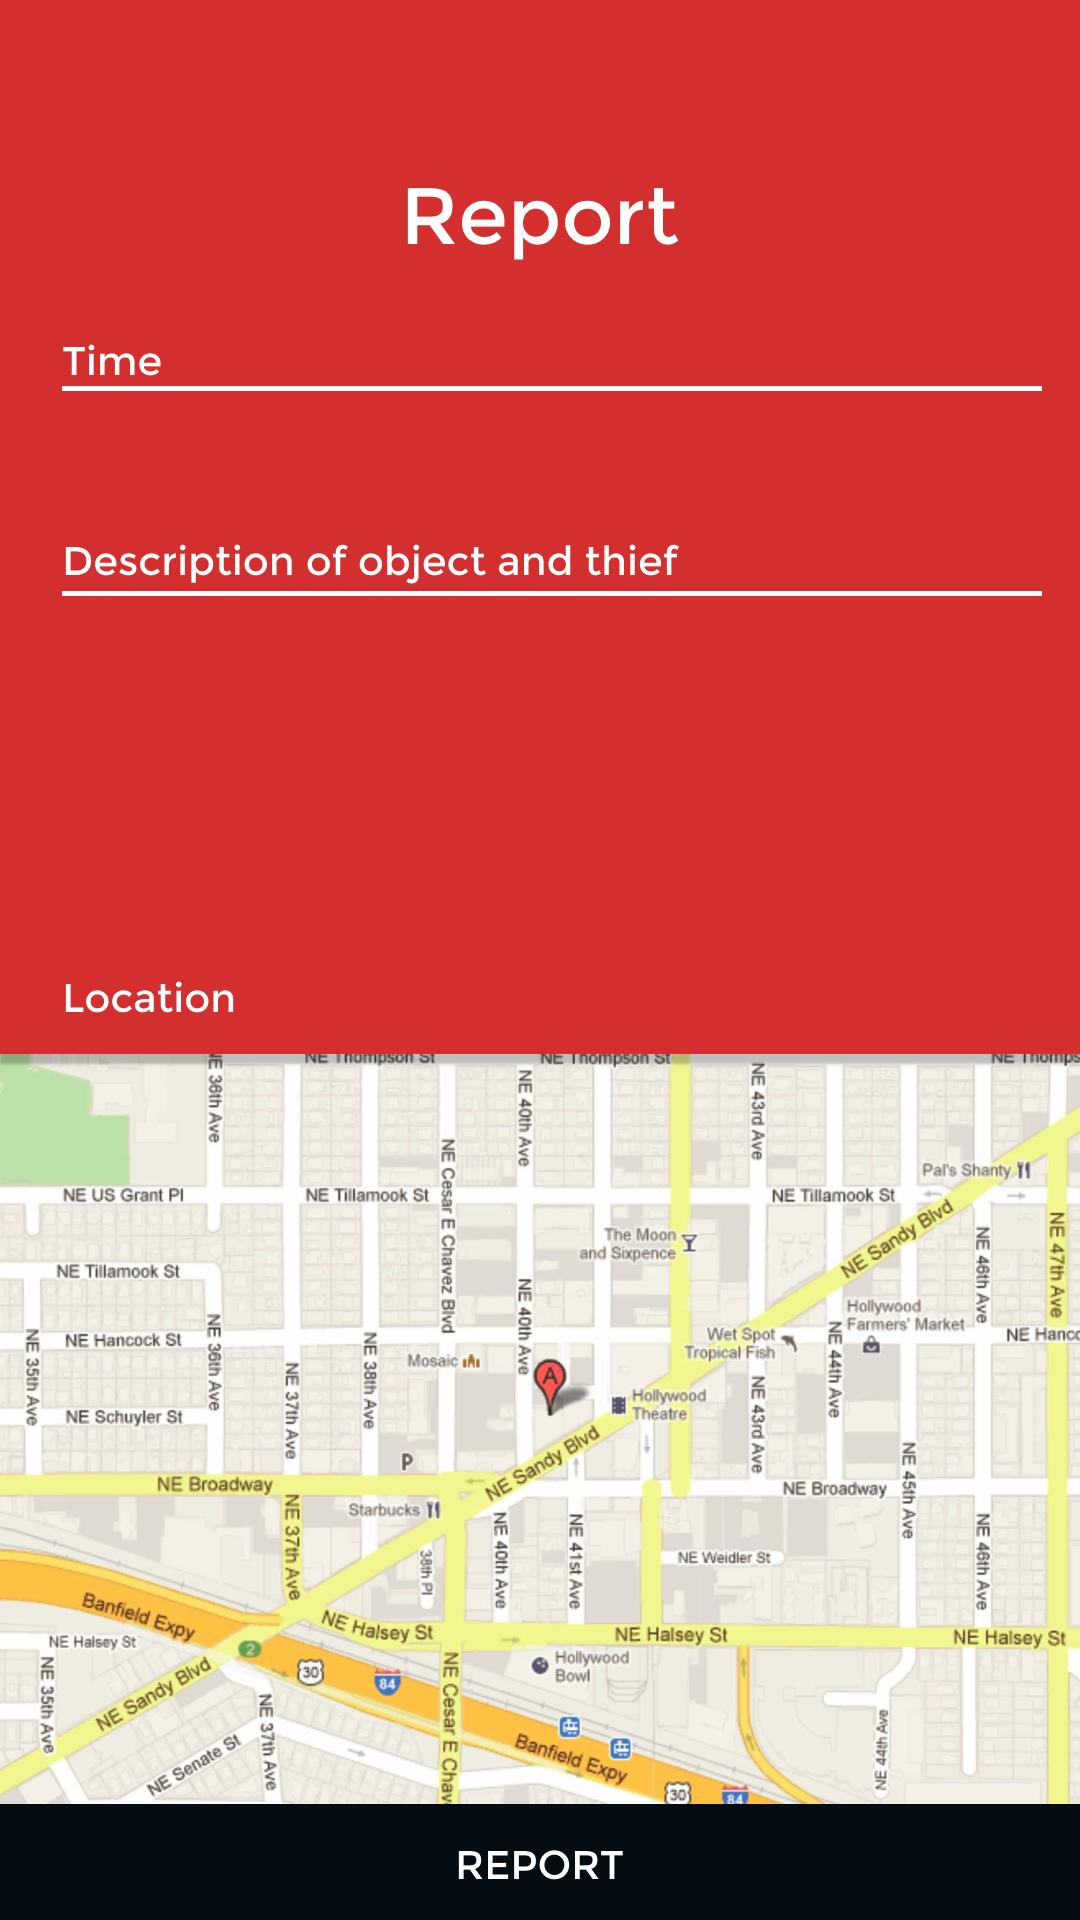 Report
Time
Description of object and thief
Location
NE Thompson St
NE Thompson St
NE Thomps
NE 36th Ave
NE 40th Ave
NE 43rd Ave
NE Cesar E Chavez Blvd
Pal's Shanty
NE US Grant Pl
NE Tillamook St
NE Tillamook St
NE Sandy Blvd
NE 47th Ave
NE 46th Ave
The Moon
and Sixpence
NE Tillamook St
NE 40th Ave
Hollywood
Farmers' Market
NE 36th Ave
NE 44th Ave
NE 35th Ave
NE Hancock St
NE 38th Ave
Wet Spot
Tropical Fish
NE Hanco
Mosaic
NE 37th Ave
A
NE 43rd Ave
Hollywood
Theatre
NE Schuyler St
NE Sandy Blvd
P
NE 45th Ave
NE Broadway
NE Broadway
NE 37th Ave
Starbucks
NE 40th Ave
NE 41st Ave
NE 46th Ave
38th Pl
NE Weidler St
Banfield Expy
NE Halsey St
NE Halsey St
NE Halsey St
NE Halsey St
2
30
84
Hollywood
Bowl
NE 35th Ave
NE Sandy Blvd
NE Cesar E Chav
NE 37th Ave
NE 44th Ave
NE Senate St
Banfield Expy
30
84
REPORT